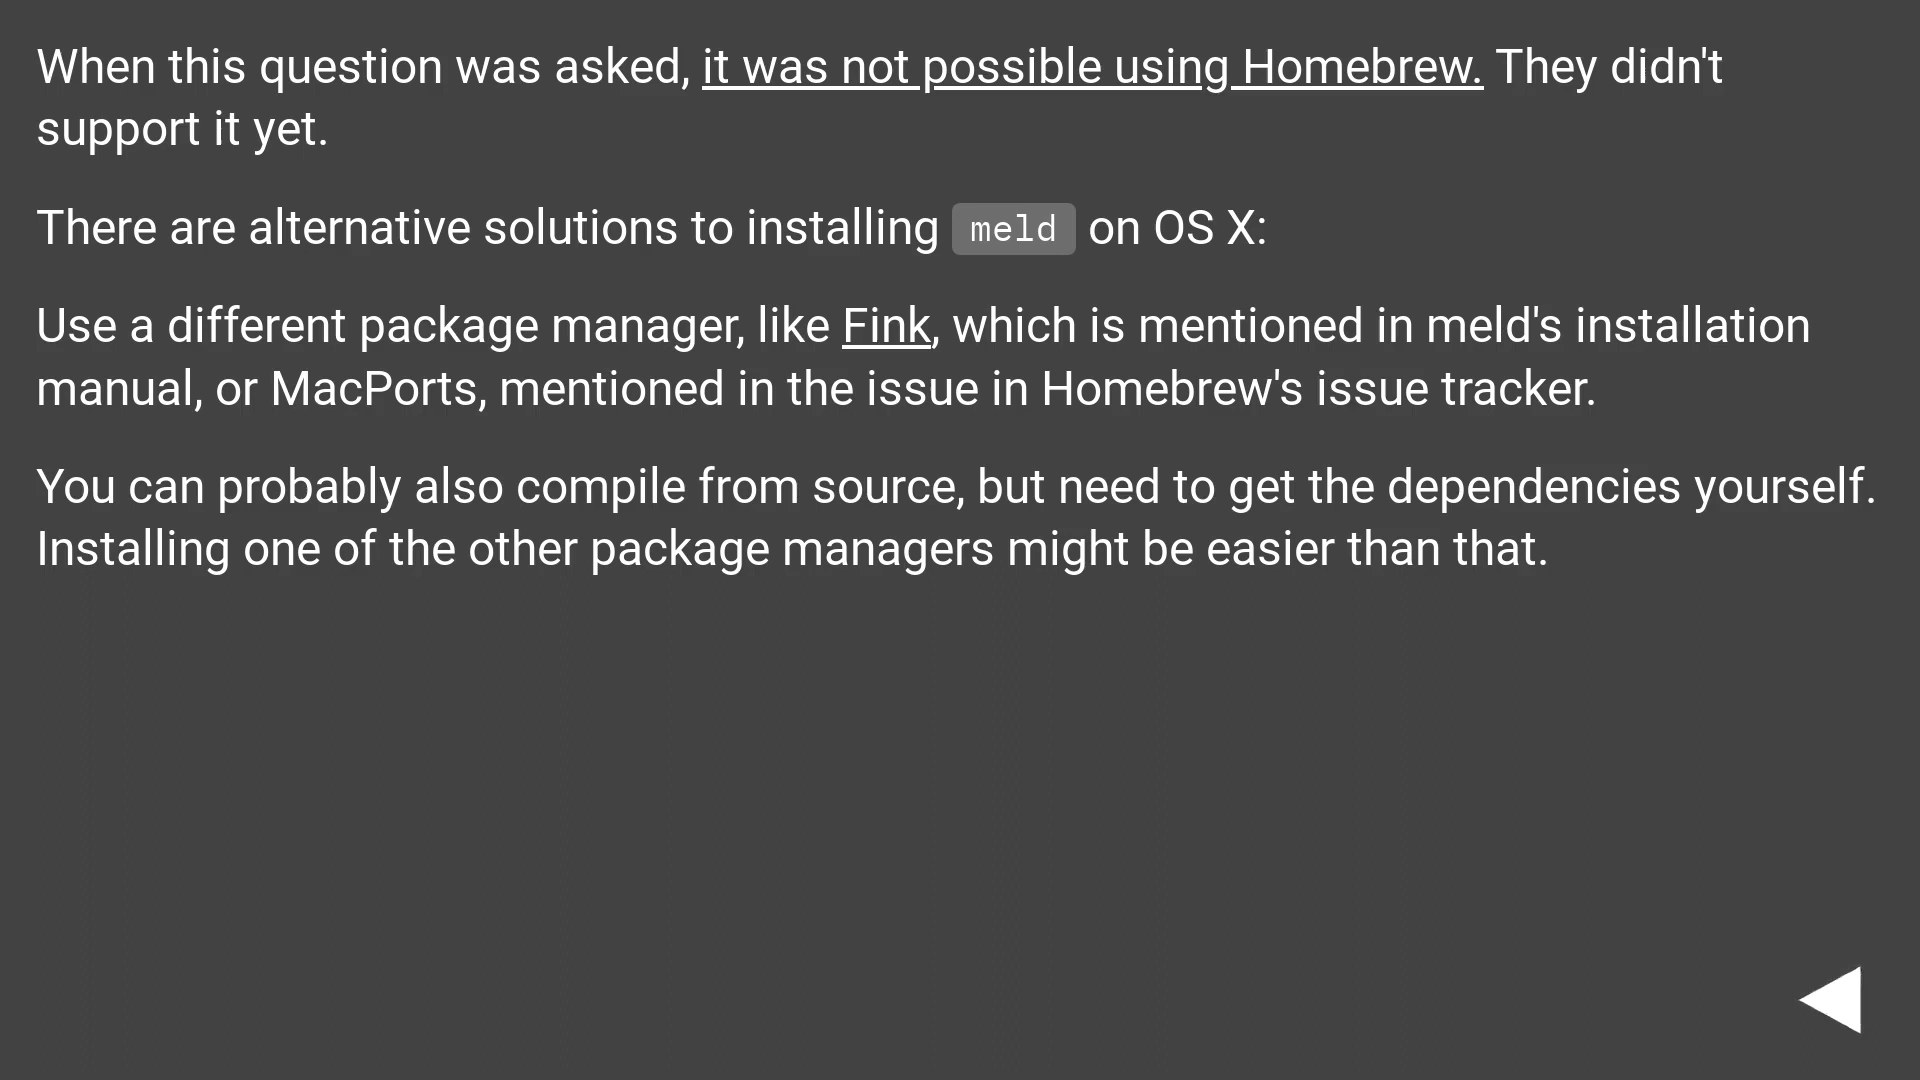 When this question was asked, it was not possible using Homebrew. They didn't
support it yet.
There are alternative solutions to installing meld on OS X:
Use a different package manager, like Fink, which is mentioned in meld's installation
manual, or MacPorts, mentioned in the issue in Homebrew's issue tracker.
You can probably also compile from source, but need to get the dependencies yourself.
Installing one of the other package managers might be easier than that.